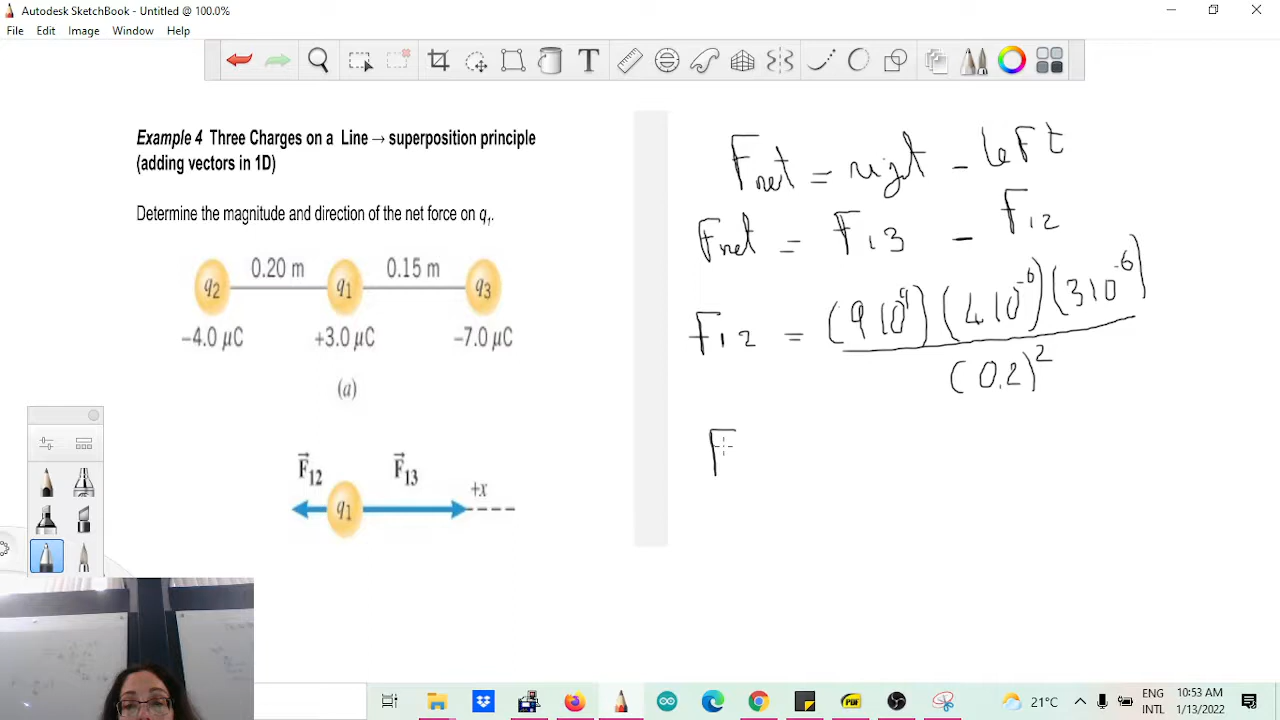 Autodesk SketchBook - Untitled @ 100.0%
File Edit Image Window Help
T
Example 4 Three Charges on a Line → superposition principle
(adding vectors in 1D)
Determine the magnitude and direction of the net force on q1.
0.20 m 0.15 m
q2 q1 q3
−4.0 μC +3.0 μC −7.0 μC
(a)
F⃗12 F⃗13
+x
q1
Fnet = right - left
Fnet = F13 - F12
F12 = (9 10^9) (4 10^-6) (3 10^-6)
(0.2)^2
F
PDF
21°C
ENG
INTL
10:53 AM
1/13/2022